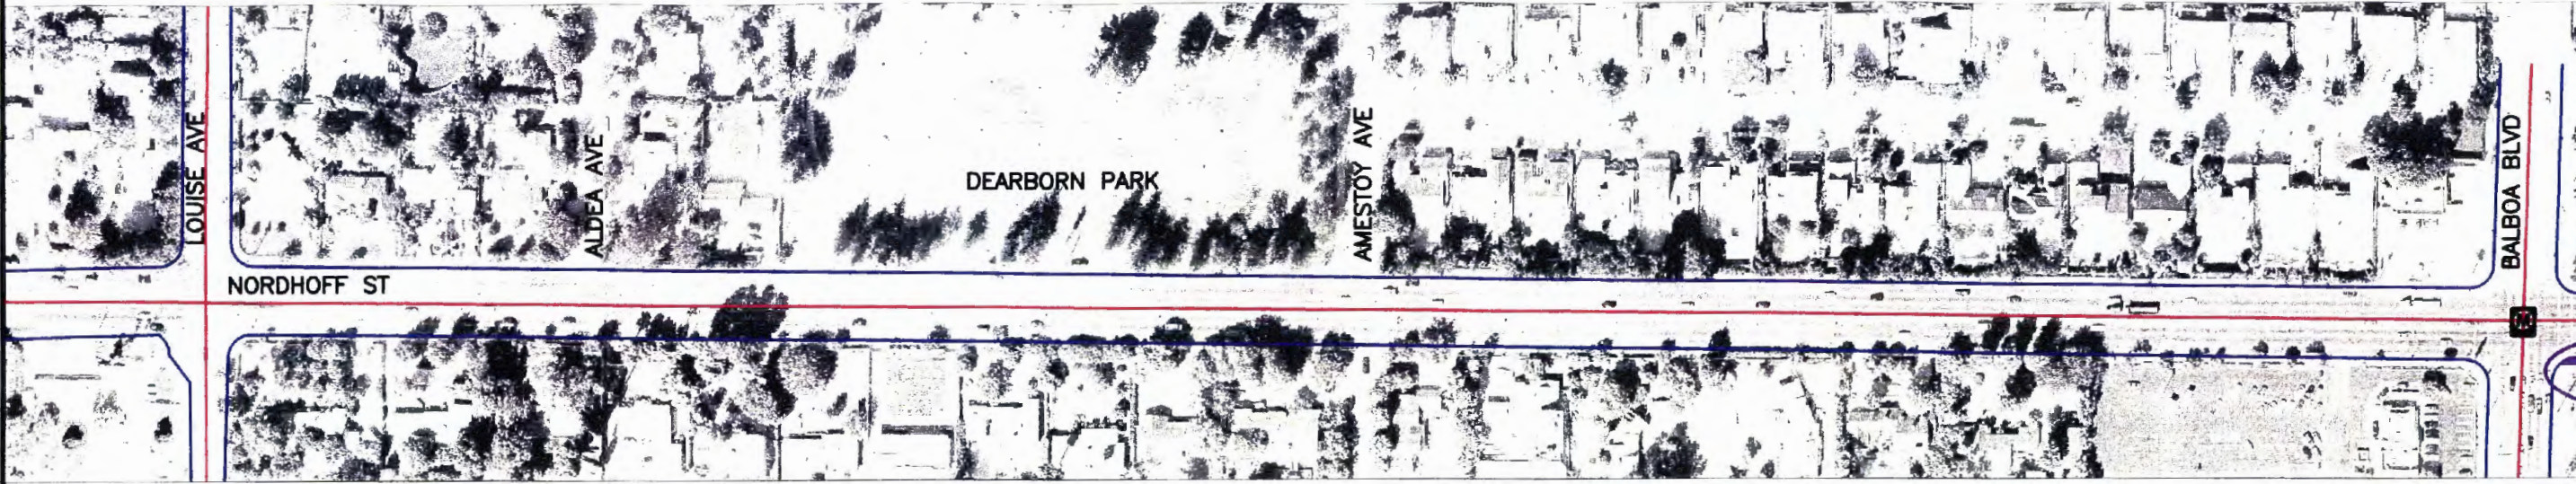 LOUISE AVE
NORDHOFF ST
ALDEA AVE
DEARBORN PARK
AMESTOY AVE
BALBOA BLVD